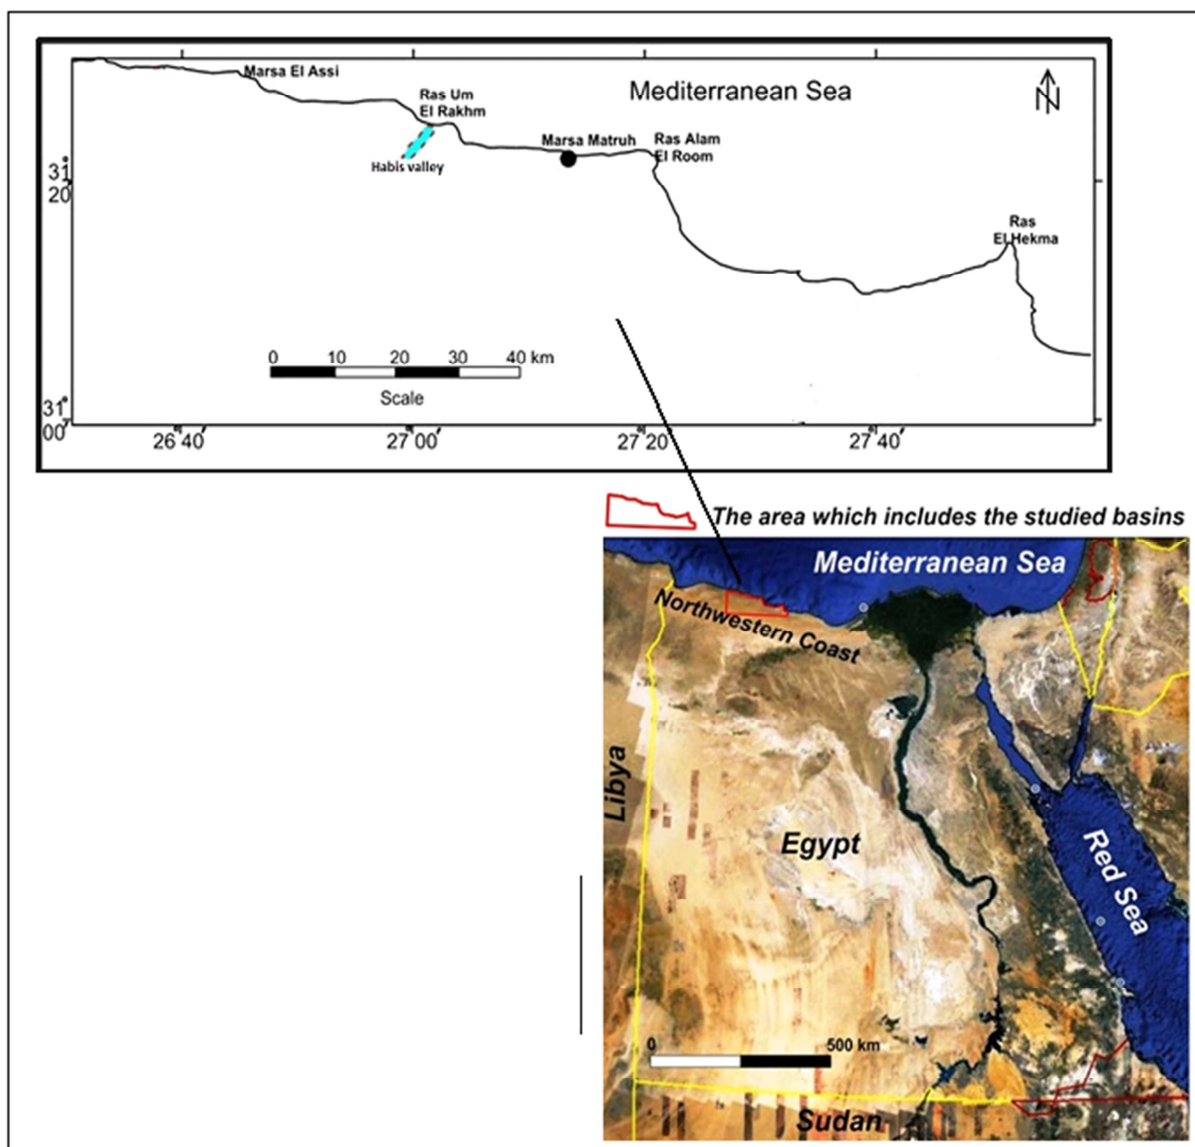 Marsa El Assi
Mediterranean Sea
N
Ras Um
El Rakhm
Marsa Matruh
Ras Alam
El Room
Habis valley
31°
20
Ras
El Hekma
0 10 20 30 40 km
Scale
31°
00'
26°40'
27°00'
27°20'
27°40'
The area which includes the studied basins
Mediterranean Sea
Northwestern Coast
Libya
Egypt
Red Sea
0 500 km
Sudan